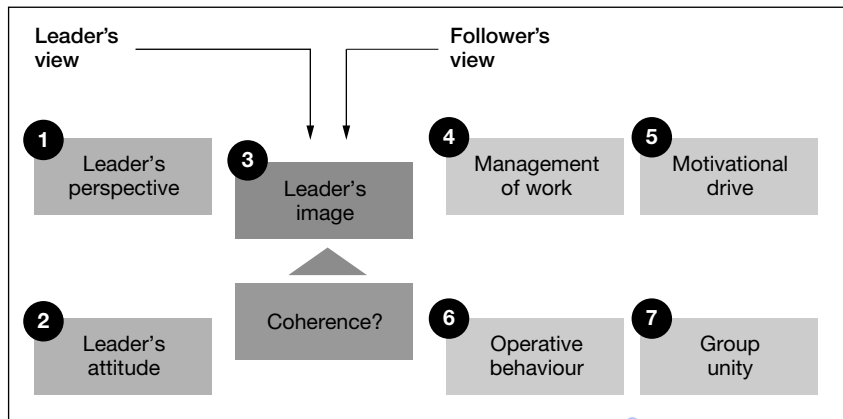 Leader's
view
Follower's
view
1
Leader's
perspective
3
Leader's
image
4
Management
of work
5
Motivational
drive
2
Leader's
attitude
Coherence?
6
Operative
behaviour
7
Group
unity